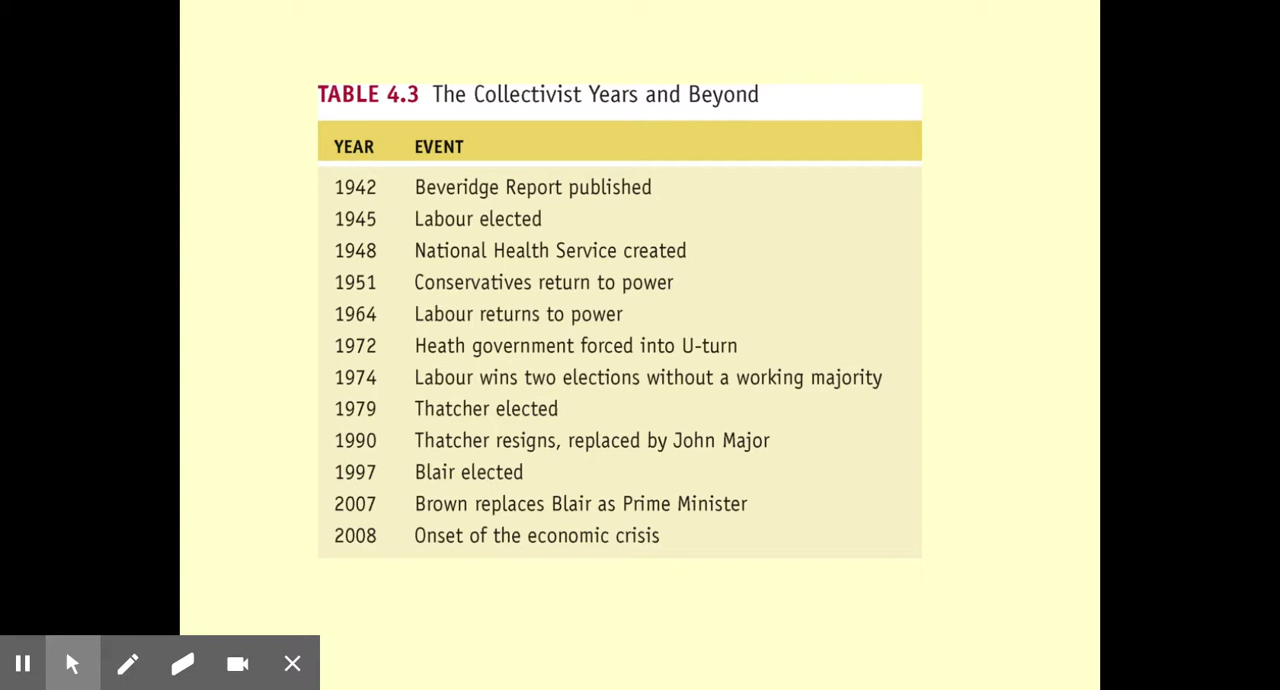 TABLE 4.3 The Collectivist Years and Beyond
YEAR EVENT
1942 Beveridge Report published
1945 Labour elected
1948 National Health Service created
1951 Conservatives return to power
1964 Labour returns to power
1972 Heath government forced into U-turn
1974 Labour wins two elections without a working majority
1979 Thatcher elected
1990 Thatcher resigns, replaced by John Major
1997 Blair elected
2007 Brown replaces Blair as Prime Minister
2008 Onset of the economic crisis